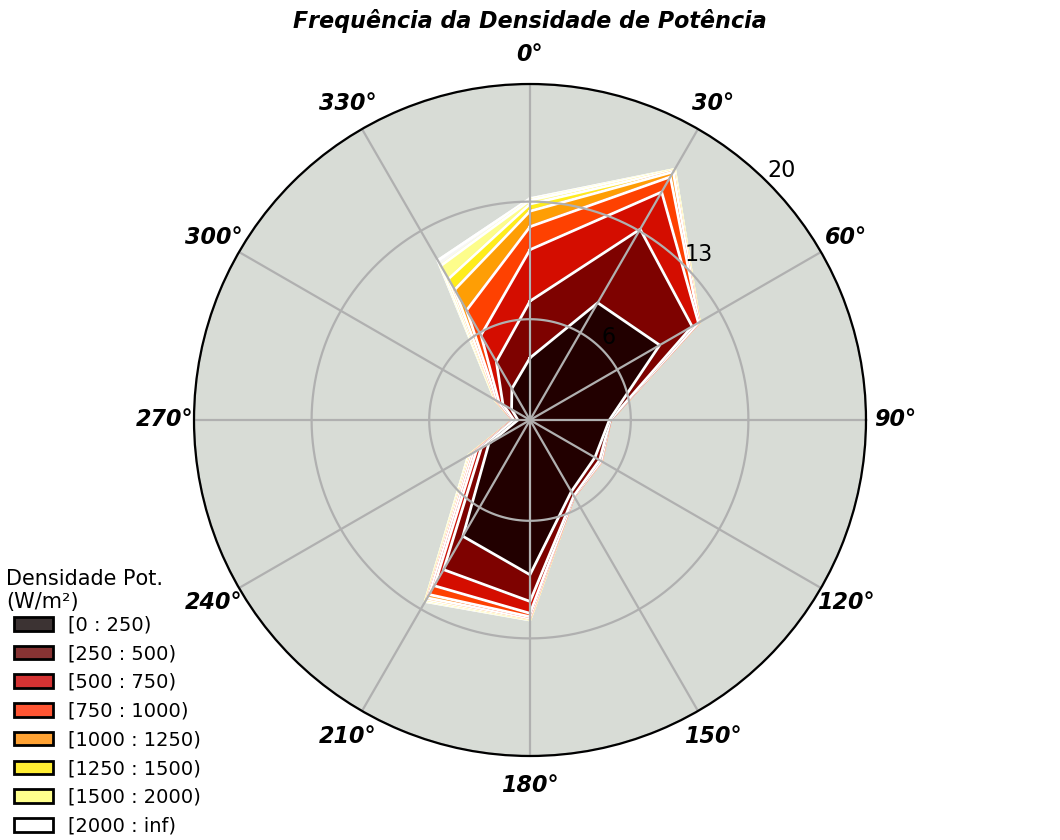 Frequência da Densidade de Potência
0°
330°
30°
20
300°
60°
13
6
270°
90°
240°
120°
210°
150°
180°
Densidade Pot.
(W/m²)
[0 : 250)
[250 : 500)
[500 : 750)
[750 : 1000)
[1000 : 1250)
[1250 : 1500)
[1500 : 2000)
[2000 : inf)